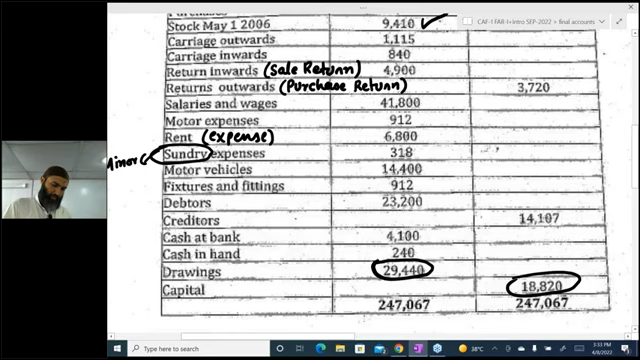 CAF-1 FAR-I+Intro SEP-2022 > final accounts
Purchases
Stock May 1 2006 9,410
Carriage outwards 1,115
Carriage inwards 840
Return inwards (Sale Return) 4,900
Returns outwards (Purchase Return) 3,720
Salaries and wages 41,800
Motor expenses 912
Rent (expense) 6,800
Sundry expenses 318
Motor vehicles 14,400
Fixtures and fittings 912
Debtors 23,200
Creditors 14,107
Cash at bank 4,100
Cash in hand 240
Drawings 29,440
Capital 18,820
247,067 247,067
Type here to search
38°C
3:33 PM
4/8/2022